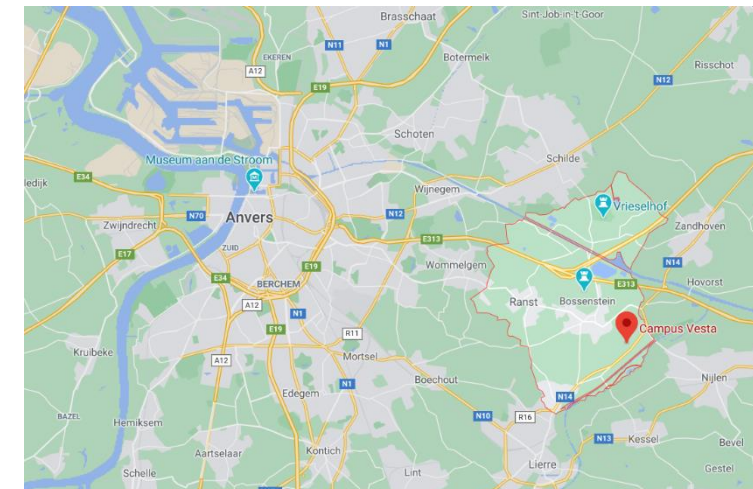 Brasschaat
Sint-Job-in-'t-Goor
N11
N1
EKEREN
Botermelk
A12
Risschot
N12
E19
Schoten
Museum aan de Stroom
Schilde
E34
Wijnegem
Vrieselhof
N70
Anvers
N12
Zwijndrecht
Zandhoven
ZUID
E313
E17
E19
Wommelgem
N14
E34
BERCHEM
E313
Hovorst
A12
N1
Ranst
Bossenstein
E19
R11
Campus Vesta
Kruibeke
A12
Mortsel
N1
Boechout
Nijlen
Edegem
N14
BAZEL
Hemiksem
N10
R16
N13
Kessel
Bevel
Aartselaar
Kontich
Schelle
Lint
Lierre
Gestel